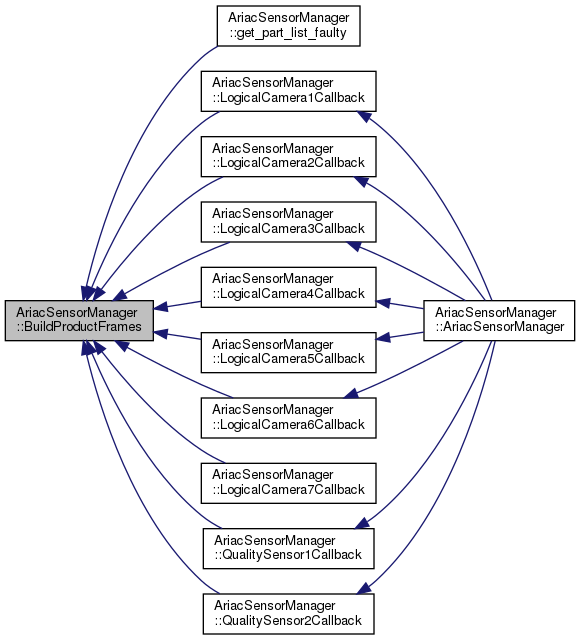 AriacSensorManager
::get_part_list_faulty
AriacSensorManager
::LogicalCamera1Callback
AriacSensorManager
::LogicalCamera2Callback
AriacSensorManager
::LogicalCamera3Callback
AriacSensorManager
::LogicalCamera4Callback
AriacSensorManager
::BuildProductFrames
AriacSensorManager
::AriacSensorManager
AriacSensorManager
::LogicalCamera5Callback
AriacSensorManager
::LogicalCamera6Callback
AriacSensorManager
::LogicalCamera7Callback
AriacSensorManager
::QualitySensor1Callback
AriacSensorManager
::QualitySensor2Callback